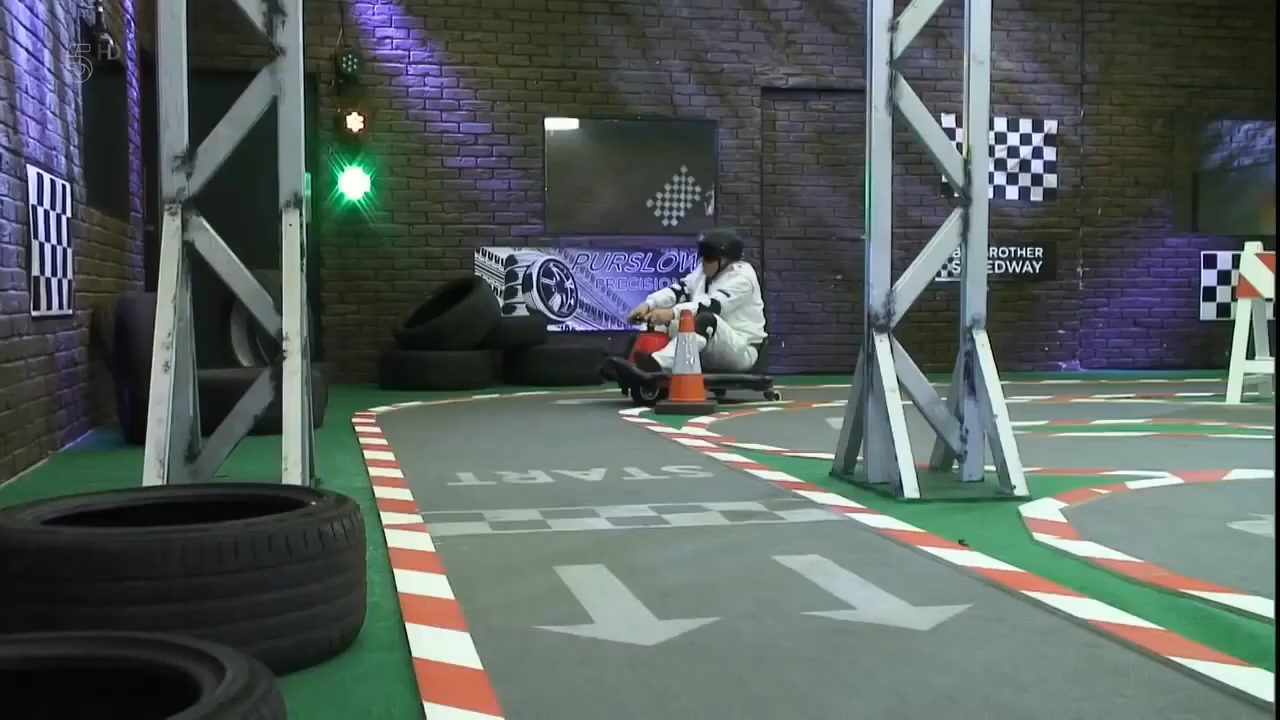 5 HD
PURSLOW
PRECISION
BROTHER
SPEEDWAY
START